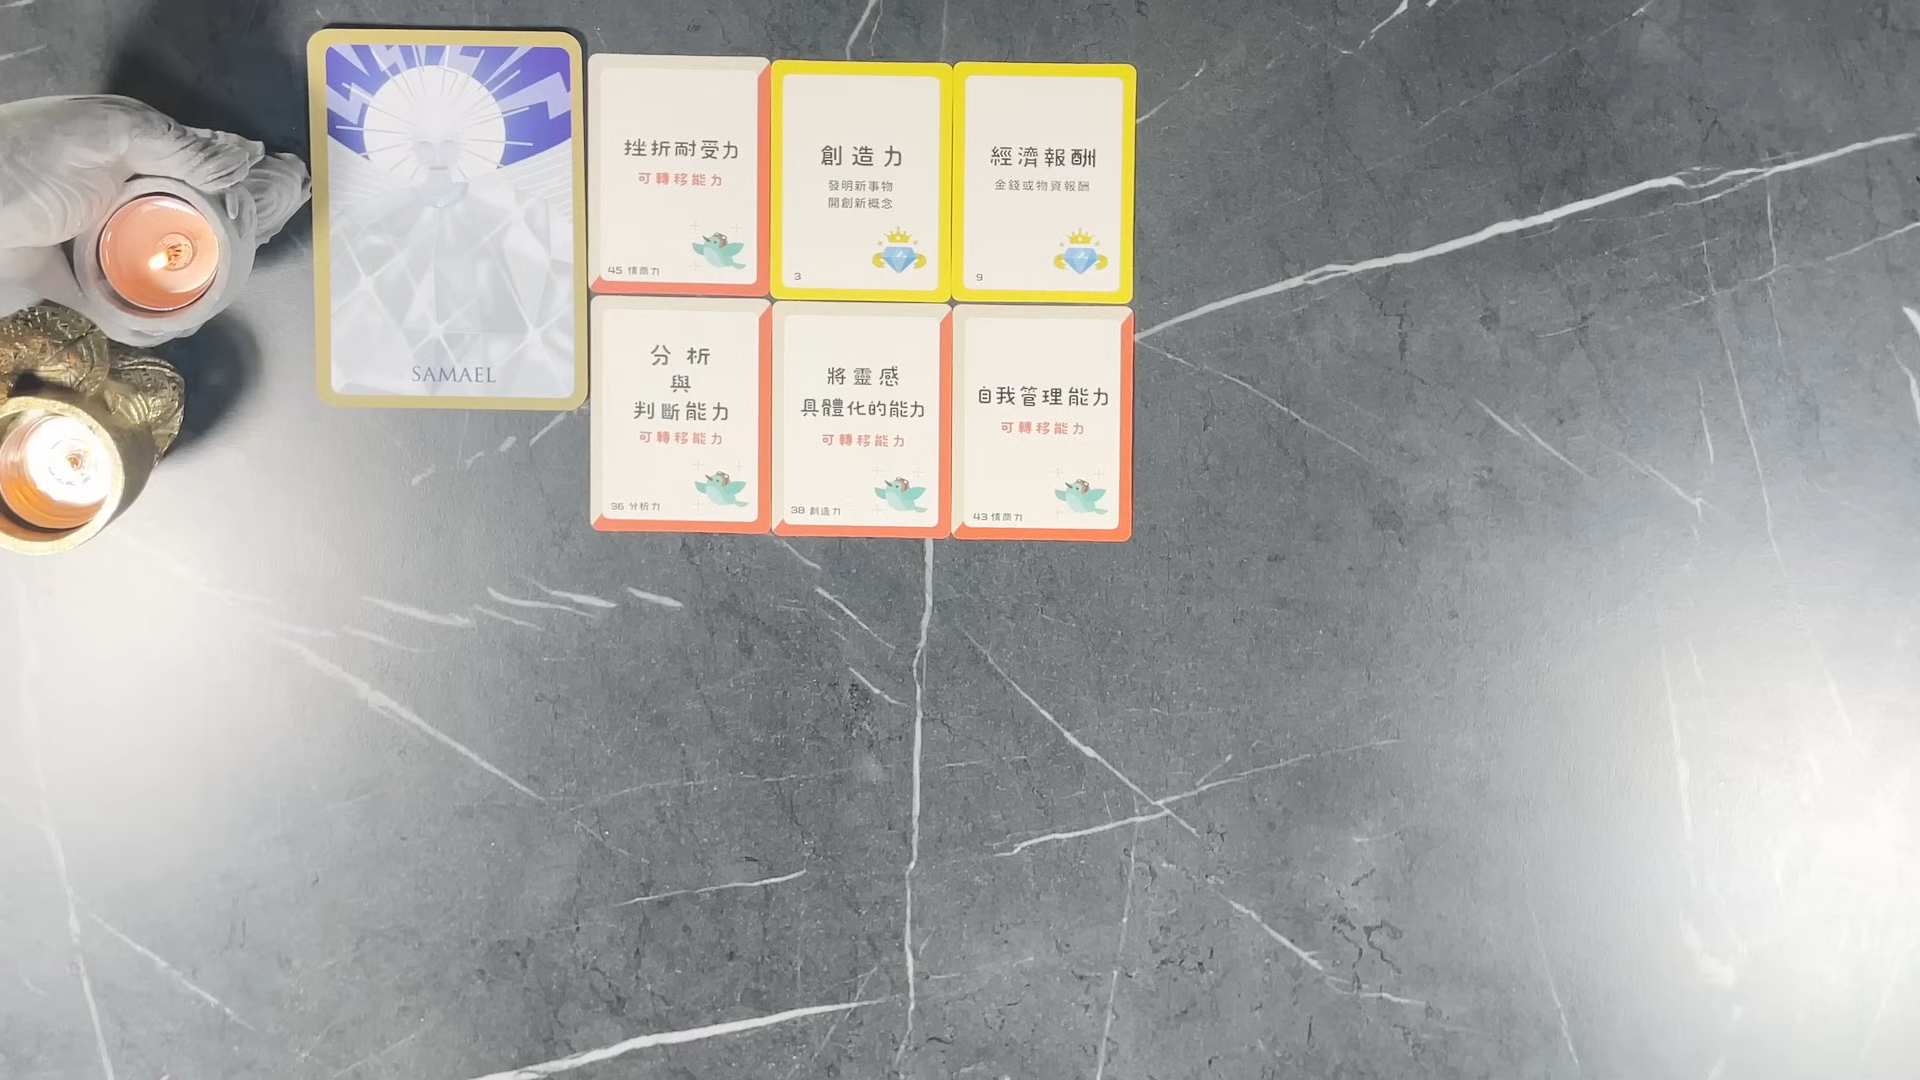 SAMAEL
挫折耐受力
可轉移能力
45 情商力
創造力
發明新事物
開創新概念
3
經濟報酬
金錢或物資報酬
9
分析
與
判斷能力
可轉移能力
36 分析力
將靈感
具體化的能力
可轉移能力
38 創造力
自我管理能力
可轉移能力
43 情商力